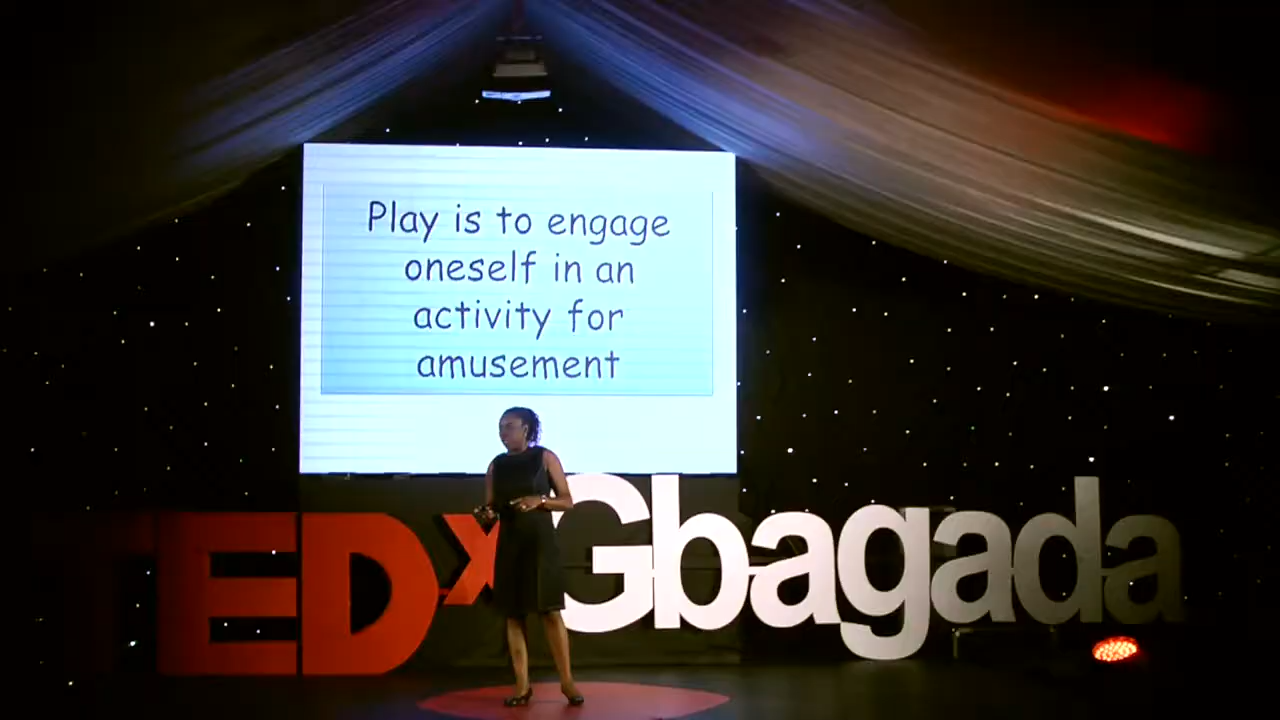 Play is to engage
oneself in an
activity for
amusement
TEDxGbagada